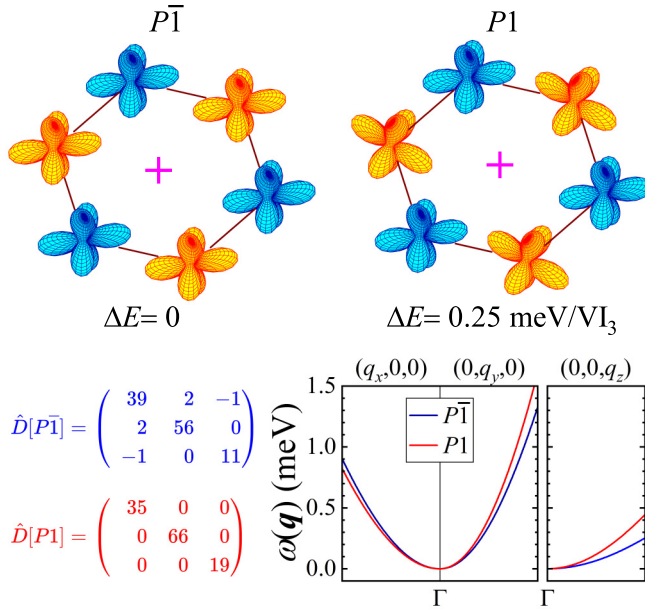 P1̅ P1
+ +
ΔE= 0 ΔE= 0.25 meV/VI₃
D̂[P1̅] = ( 39 2 −1
2 56 0
−1 0 11 )
D̂[P1] = ( 35 0 0
0 66 0
0 0 19 )
(qₓ,0,0) (0,q_y,0) (0,0,q_z)
ω(q) (meV)
1.5
1.0
0.5
0.0
P1̅
P1
Γ Γ